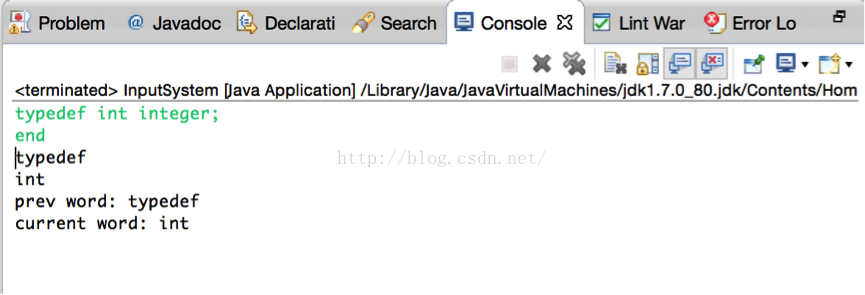 Problem @ Javadoc Declarati Search Console Lint War Error Lo
<terminated> InputSystem [Java Application] /Library/Java/JavaVirtualMachines/jdk1.7.0_80.jdk/Contents/Hom
typedef int integer;
end
typedef
http://blog.csdn.net/
int
prev word: typedef
current word: int